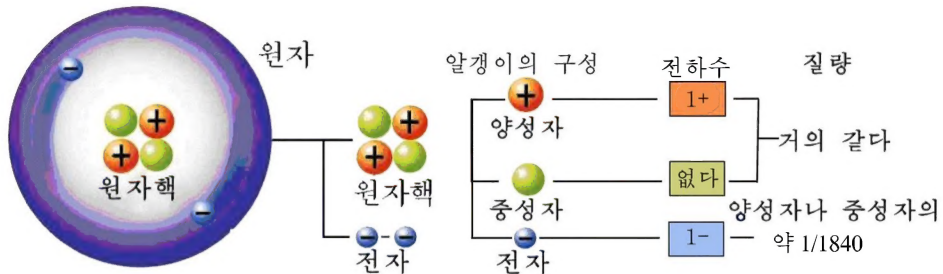 원자
알갱이의 구성 전하수 질량
+ 1+
양성자
거의 같다
원자핵 원자핵
없다
중성자
양성자나 중성자의
약 1/1840
- - - 1-
전자 전자